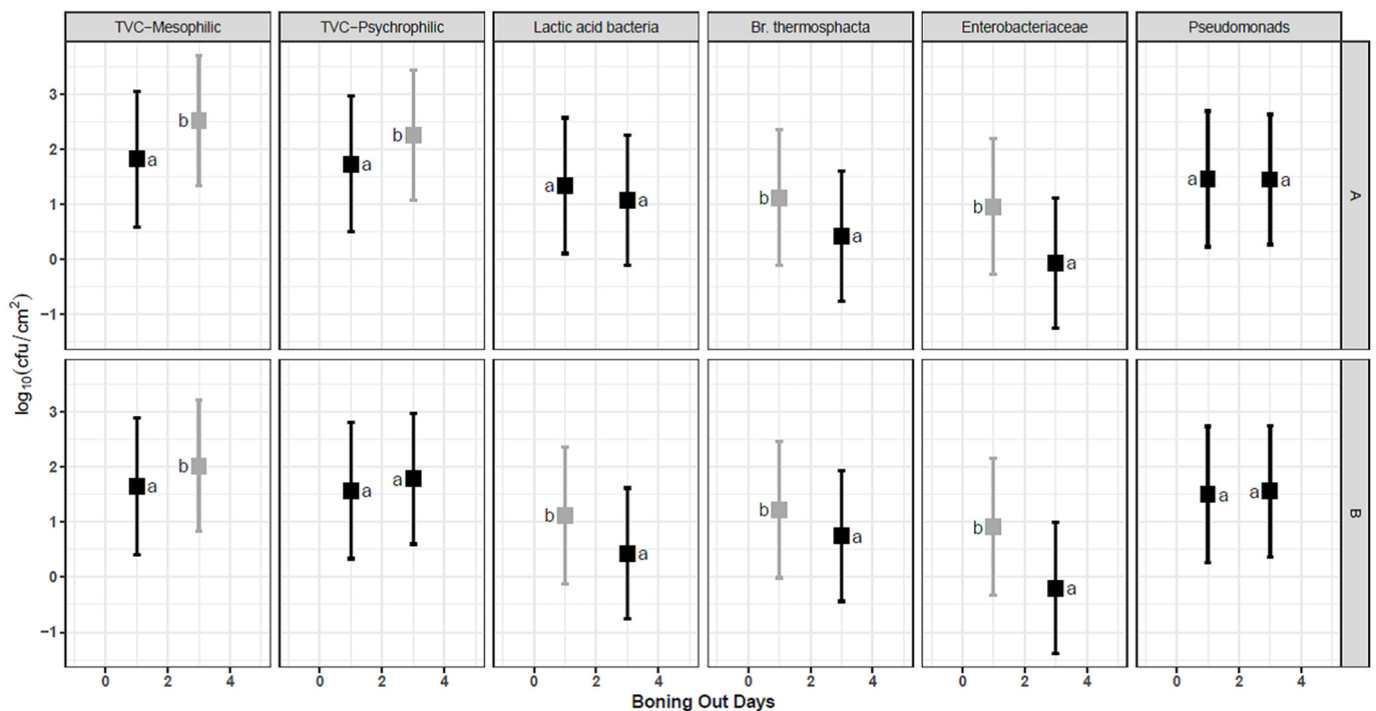 TVC−Mesophilic TVC−Psychrophilic Lactic acid bacteria Br. thermosphacta Enterobacteriaceae Pseudomonads
3
2
1
0
−1
a b
a b
a a
b a
b a
a a
A
log10(cfu/cm²)
3
2
1
0
−1
a b
a a
b a
b a
b a
a a
B
0 2 4 0 2 4 0 2 4 0 2 4 0 2 4 0 2 4
Boning Out Days